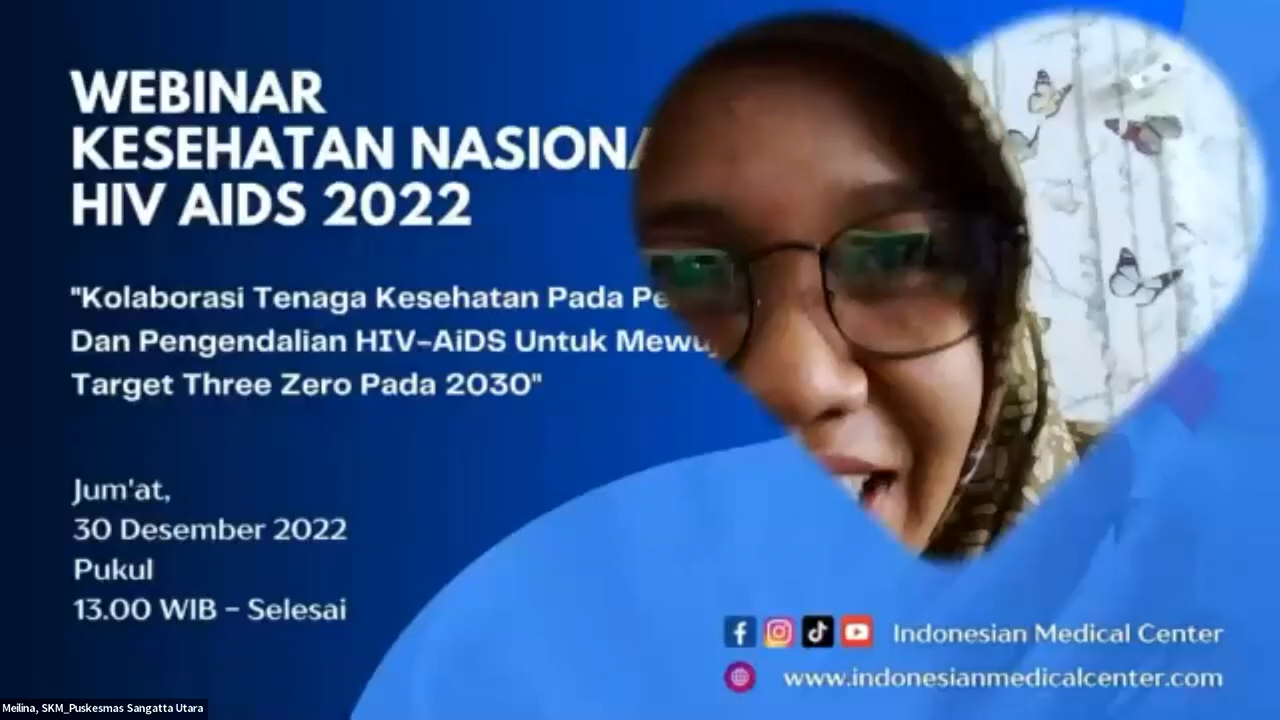 WEBINAR
KESEHATAN NASIONA
HIV AIDS 2022
"Kolaborasi Tenaga Kesehatan Pada
Dan Pengendalian HIV-AiDS Untuk
Target Three Zero Pada 2030"
Jum'at,
30 Desember 2022
Pukul
13.00 WIB - Selesai
Indonesian Medical Center
www.indonesianmedicalcenter.com
Meilina, SKM_Puskesmas Sangatta Utara